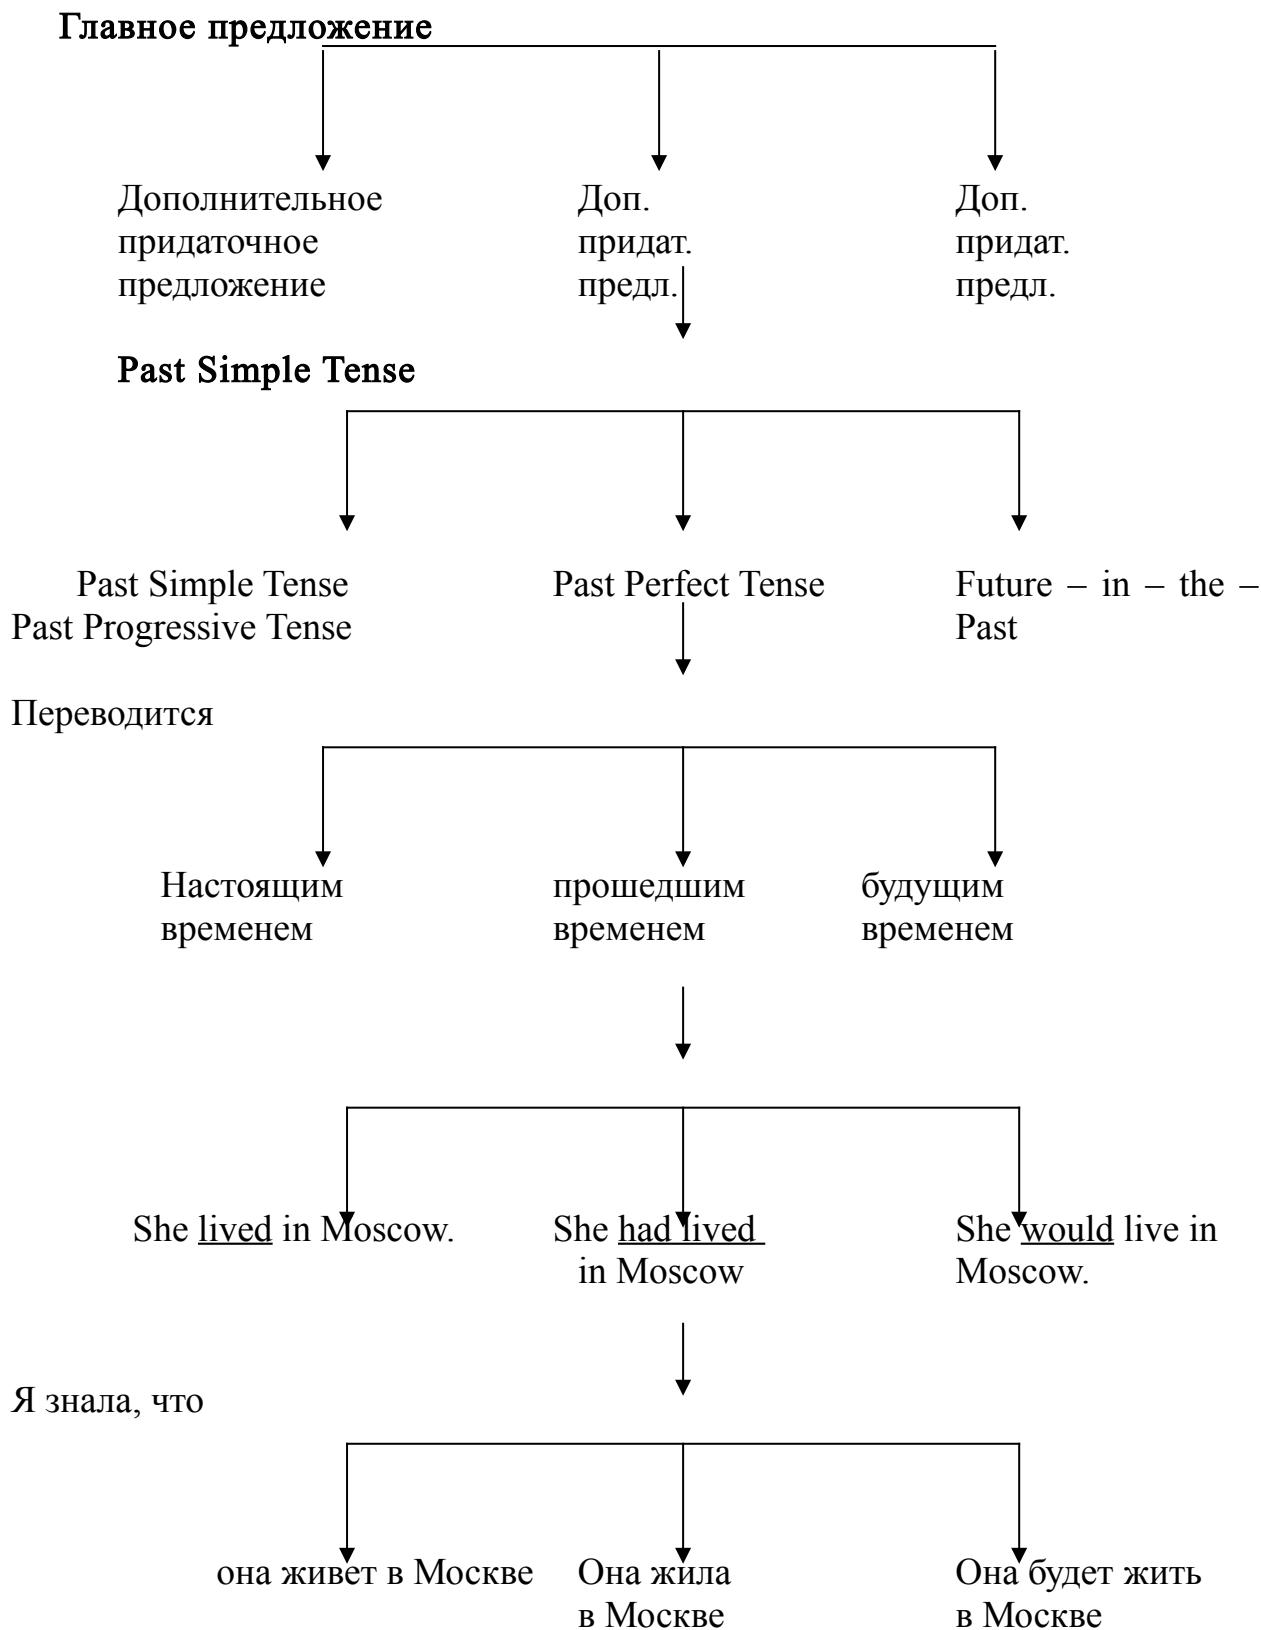 Главное предложение
Дополнительное
придаточное
предложение
Доп.
придат.
предл.
Доп.
придат.
предл.
Past Simple Tense
Past Simple Tense
Past Progressive Tense
Past Perfect Tense
Future – in – the –
Past
Переводится
Настоящим
временем
прошедшим
временем
будущим
временем
She lived in Moscow.
She had lived
in Moscow
She would live in
Moscow.
Я знала, что
она живет в Москве
Она жила
в Москве
Она будет жить
в Москве